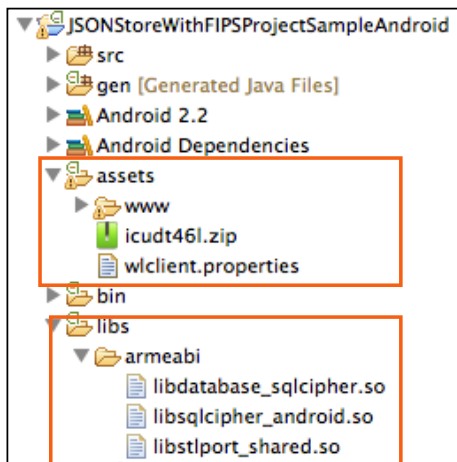 JSONStoreWithFIPSProjectSampleAndroid
src
gen [Generated Java Files]
Android 2.2
Android Dependencies
assets
www
icudt46l.zip
wlclient.properties
bin
libs
armeabi
libdatabase_sqlcipher.so
libsqlcipher_android.so
libstlport_shared.so